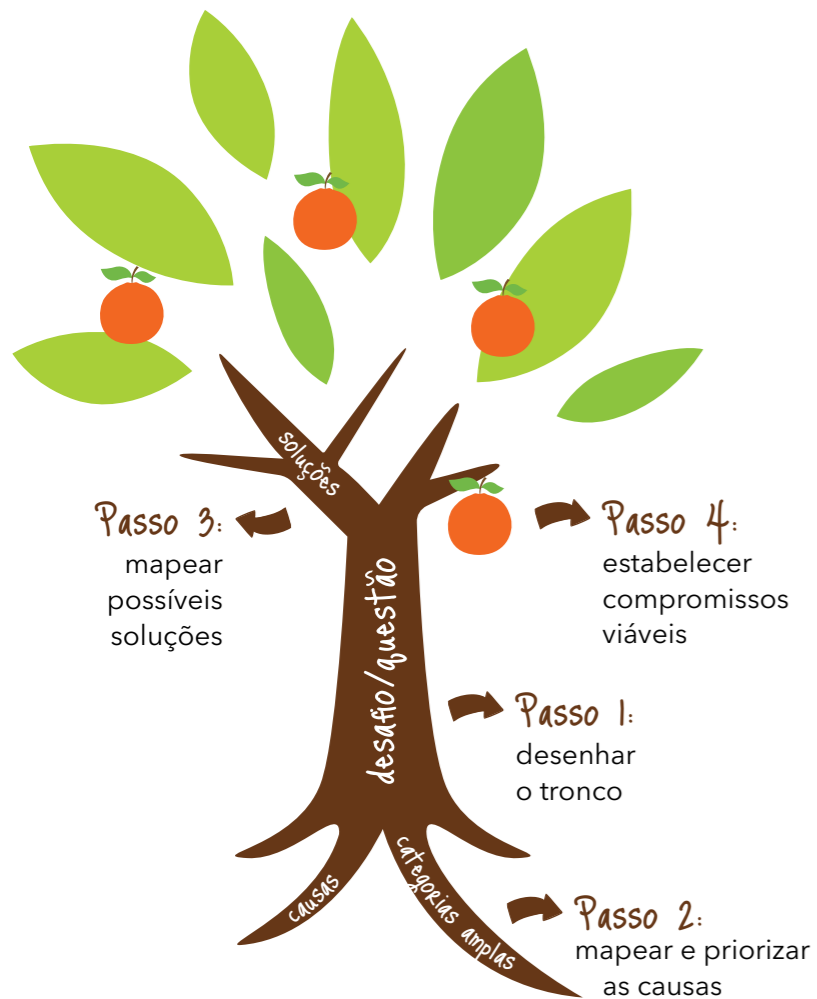 soluções
Passo 3:
mapear
possíveis
soluções
Passo 4:
estabelecer
compromissos
viáveis
desafio/questão
Passo 1:
desenhar
o tronco
causas
categorias amplas
Passo 2:
mapear e priorizar
as causas